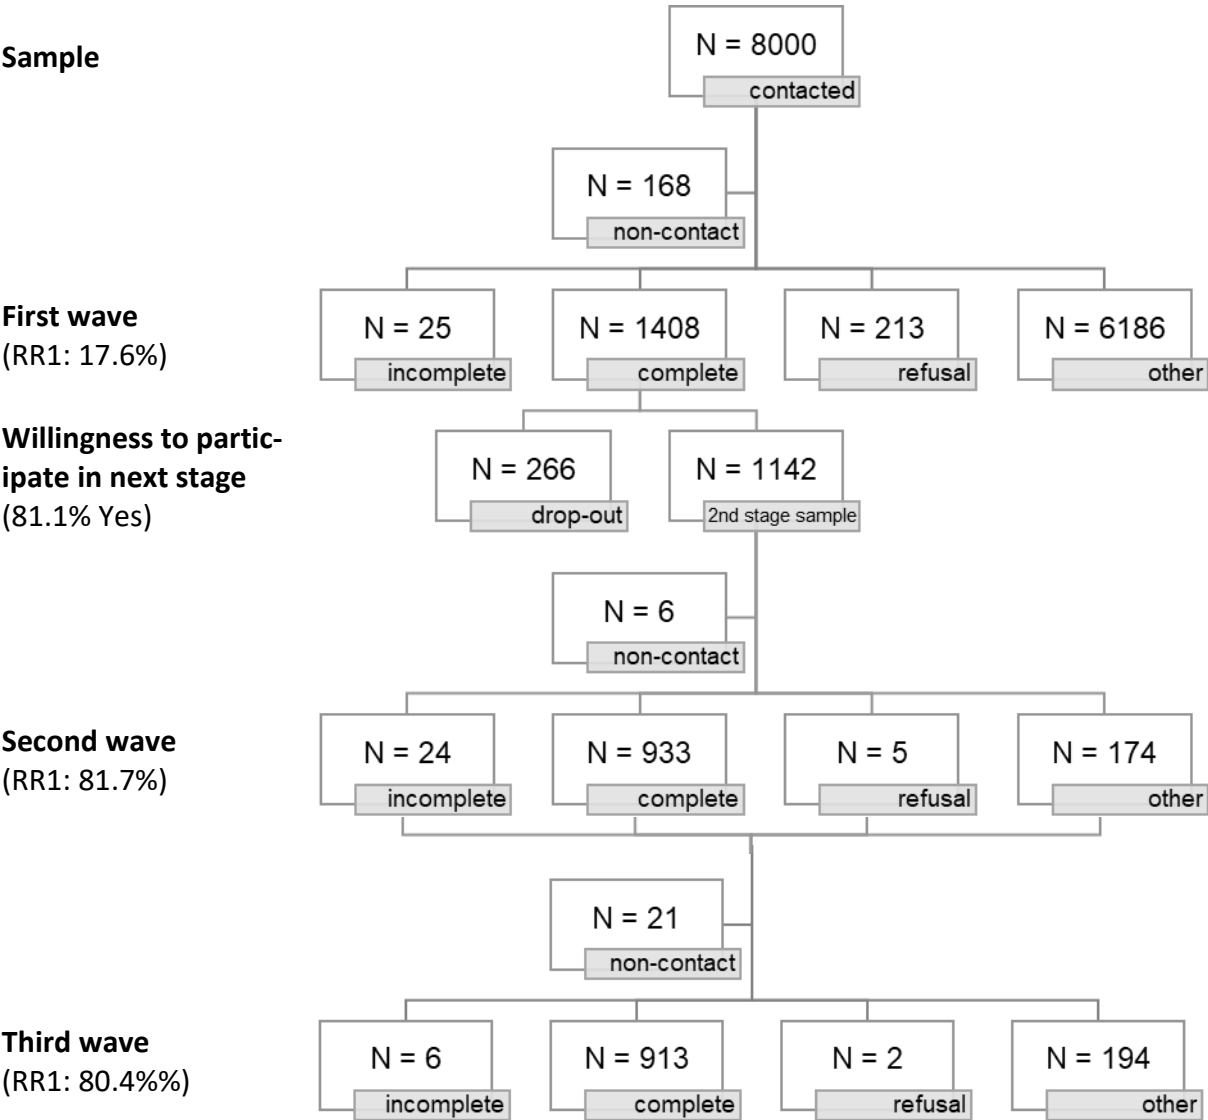 Sample
N = 8000
contacted
N = 168
non-contact
First wave
(RR1: 17.6%)
N = 25
incomplete
N = 1408
complete
N = 213
refusal
N = 6186
other
Willingness to partic-
ipate in next stage
(81.1% Yes)
N = 266
drop-out
N = 1142
2nd stage sample
N = 6
non-contact
Second wave
(RR1: 81.7%)
N = 24
incomplete
N = 933
complete
N = 5
refusal
N = 174
other
N = 21
non-contact
Third wave
(RR1: 80.4%%)
N = 6
incomplete
N = 913
complete
N = 2
refusal
N = 194
other